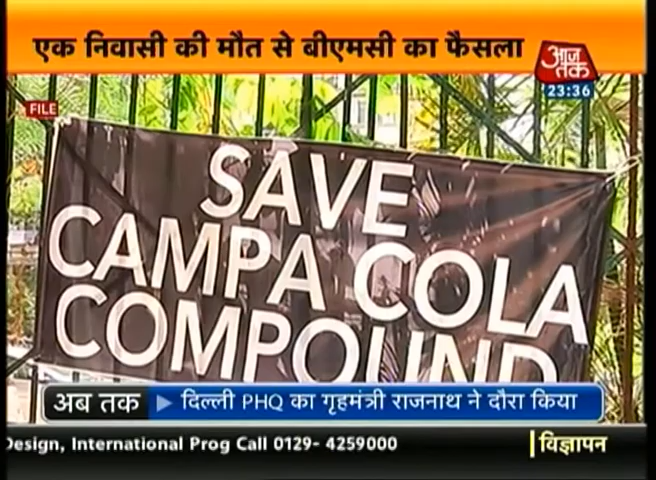 एक निवासी की मौत से बीएमसी का फैसला
आज
तक
23:36
FILE
SAVE
CAMPA COLA
COMPOUND
अब तक
दिल्ली PHQ का गृहमंत्री राजनाथ ने दौरा किया
Design, International Prog Call 0129- 4259000
विज्ञापन